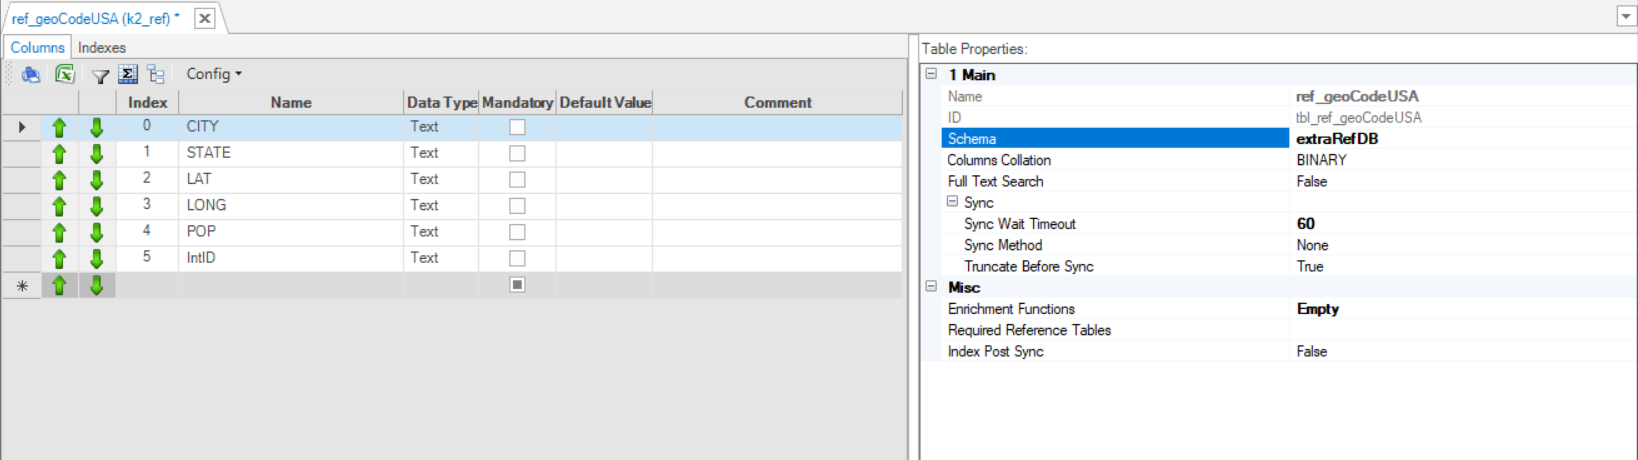 ref_geoCodeUSA (k2_ref) *
Columns Indexes
Config
Index Name Data Type Mandatory Default Value Comment
0 CITY Text
1 STATE Text
2 LAT Text
3 LONG Text
4 POP Text
5 IntID Text
Table Properties:
1 Main
Name ref_geoCodeUSA
ID tbl_ref_geoCodeUSA
Schema extraRefDB
Columns Collation BINARY
Full Text Search False
Sync
Sync Wait Timeout 60
Sync Method None
Truncate Before Sync True
Misc
Enrichment Functions Empty
Required Reference Tables
Index Post Sync False